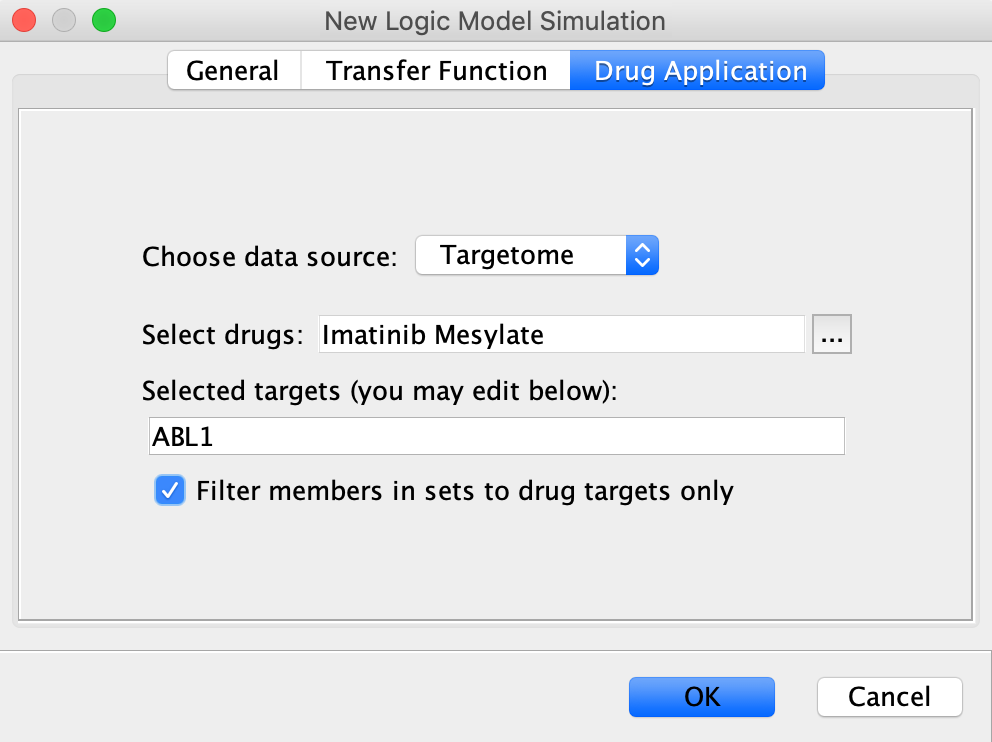 New Logic Model Simulation
General Transfer Function Drug Application
Choose data source: Targetome
Select drugs: Imatinib Mesylate ...
Selected targets (you may edit below):
ABL1
Filter members in sets to drug targets only
OK Cancel